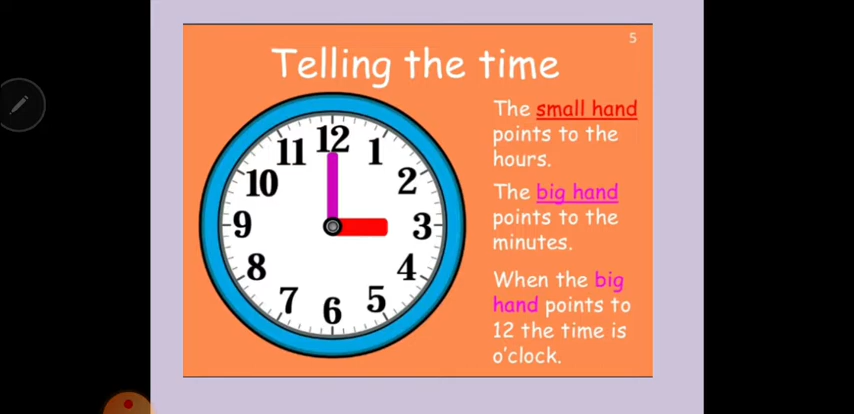 5
Telling the time
The small hand
points to the
hours.
The big hand
points to the
minutes.
When the big
hand points to
12 the time is
o'clock.
12
1
2
3
4
5
6
7
8
9
10
11